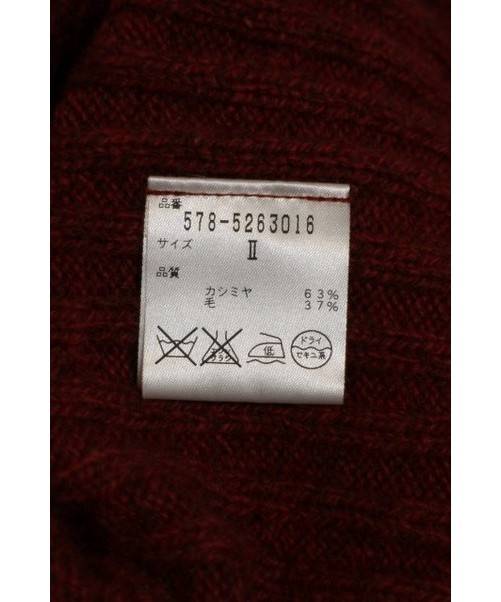 品番
578-5263016
サイズ
Ⅱ
品質
カシミヤ 63%
毛 37%
低
ドライ
セキユ系